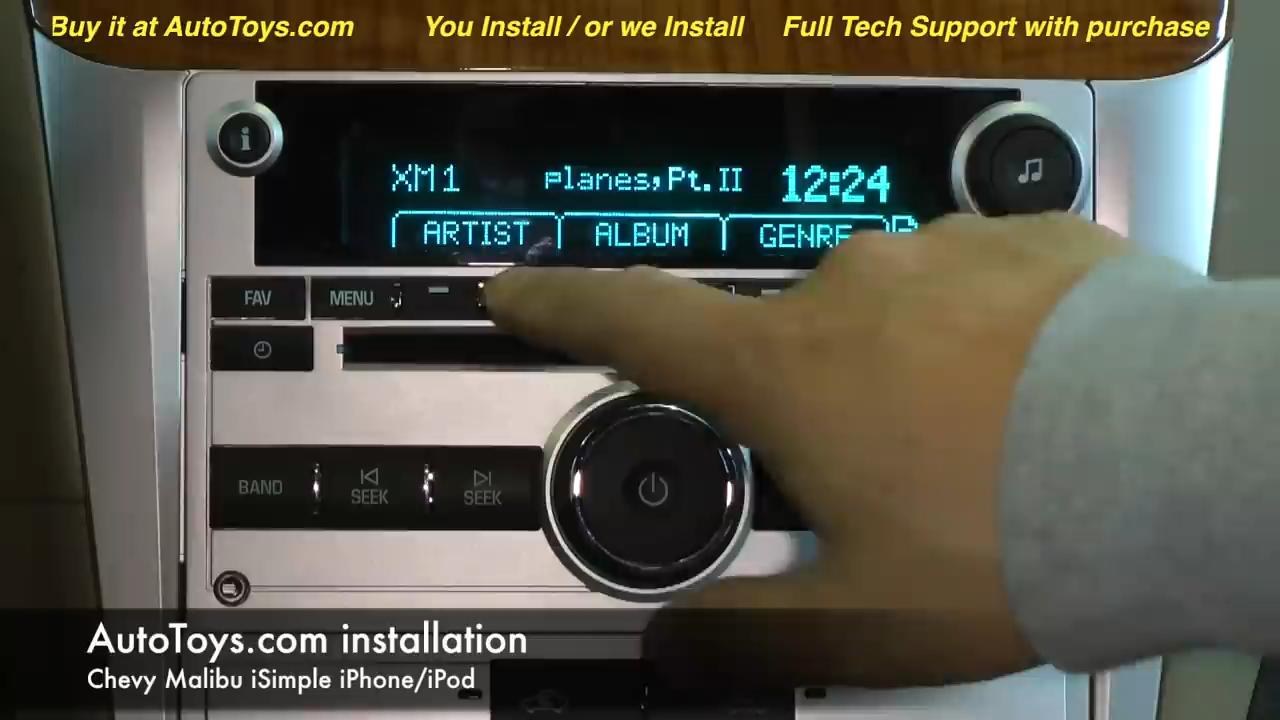 Buy it at AutoToys.com You Install / or we Install Full Tech Support with purchase
XM1 planes, Pt. II 12:24
ARTIST ALBUM GENRE
FAV MENU
BAND SEEK SEEK
AutoToys.com installation
Chevy Malibu iSimple iPhone/iPod